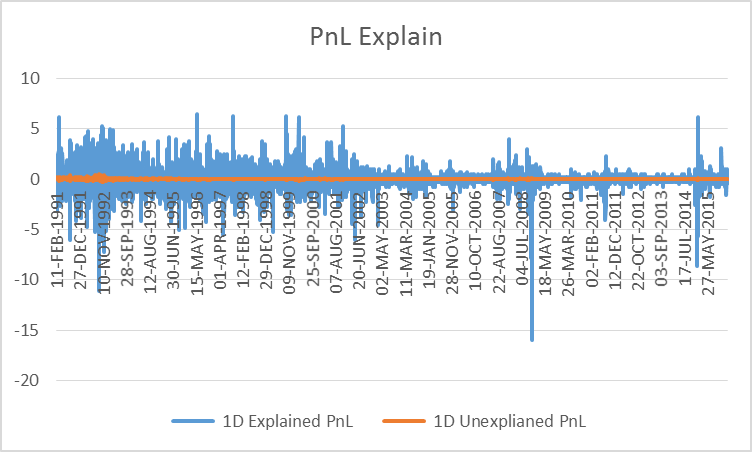 PnL Explain
10
5
0
-5
-10
-15
-20
11-FEB-1991
27-DEC-1991
10-NOV-1992
28-SEP-1993
12-AUG-1994
30-JUN-1995
15-MAY-1996
01-APR-1997
12-FEB-1998
29-DEC-1998
09-NOV-1999
25-SEP-2000
07-AUG-2001
20-JUN-2002
02-MAY-2003
11-MAR-2004
19-JAN-2005
28-NOV-2005
10-OCT-2006
22-AUG-2007
04-JUL-2008
18-MAY-2009
26-MAR-2010
02-FEB-2011
12-DEC-2011
22-OCT-2012
03-SEP-2013
17-JUL-2014
27-MAY-2015
1D Explained PnL
1D Unexplianed PnL